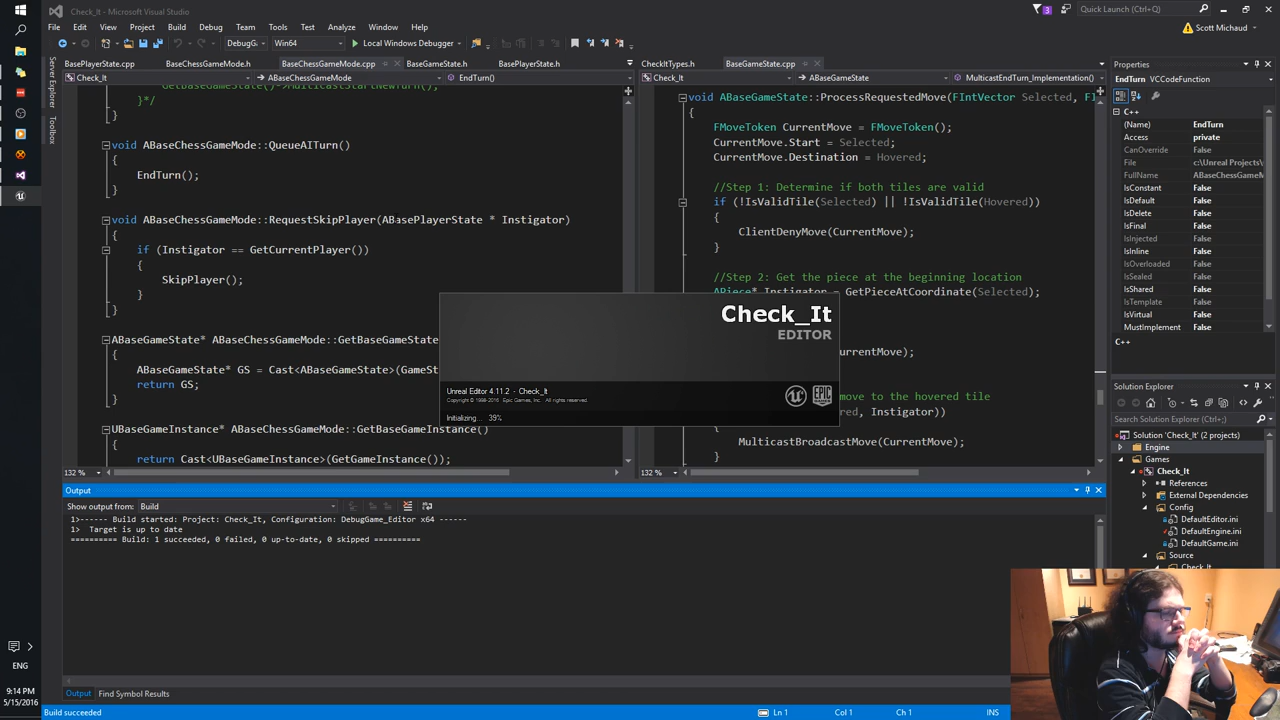 Check_It - Microsoft Visual Studio
3
Quick Launch (Ctrl+Q)
File Edit View Project Build Debug Team Tools Test Analyze Window Help
Scott Michaud
DebugG Win64 Local Windows Debugger
BasePlayerState.cpp BaseChessGameMode.h BaseChessGameMode.cpp BaseGameState.h BasePlayerState.h
Check_It ABaseChessGameMode EndTurn()
GetBaseGameState()->MulticastStartNewTurn();
}*/
}
void ABaseChessGameMode::QueueAITurn()
{
EndTurn();
}
void ABaseChessGameMode::RequestSkipPlayer(ABasePlayerState * Instigator)
{
if (Instigator == GetCurrentPlayer())
{
SkipPlayer();
}
}
ABaseGameState* ABaseChessGameMode::GetBaseGameState
{
ABaseGameState* GS = Cast<ABaseGameState>(GameSt
return GS;
}
UBaseGameInstance* ABaseChessGameMode::GetBaseGameInstance()
{
return Cast<UBaseGameInstance>(GetGameInstance());
132 %
CheckItTypes.h BaseGameState.cpp
Check_It ABaseGameState MulticastEndTurn_Implementation()
void ABaseGameState::ProcessRequestedMove(FIntVector Selected, F
{
FMoveToken CurrentMove = FMoveToken();
CurrentMove.Start = Selected;
CurrentMove.Destination = Hovered;
//Step 1: Determine if both tiles are valid
if (!IsValidTile(Selected) || !IsValidTile(Hovered))
{
ClientDenyMove(CurrentMove);
}
//Step 2: Get the piece at the beginning location
APiece* Instigator = GetPieceAtCoordinate(Selected);
urrentMove);
move to the hovered tile
red, Instigator))
{
MulticastBroadcastMove(CurrentMove);
}
132 %
Check_It
EDITOR
Unreal Editor 4.11.2 - Check_It
Copyright © 1998-2016 Epic Games, Inc. All rights reserved.
Initializing... 39%
EPIC GAMES
Server Explorer
Toolbox
Properties
EndTurn VCCodeFunction
C++
(Name) EndTurn
Access private
CanOverride False
File c:\Unreal Projects\
FullName ABaseChessGameM
IsConstant False
IsDefault False
IsDelete False
IsFinal False
IsInjected False
IsInline False
IsOverloaded False
IsSealed False
IsShared False
IsTemplate False
IsVirtual False
MustImplement False
C++
Solution Explorer
Search Solution Explorer (Ctrl+;)
Solution 'Check_It' (2 projects)
Engine
Games
Check_It
References
External Dependencies
Config
DefaultEditor.ini
DefaultEngine.ini
DefaultGame.ini
Source
Check_It
Output
Show output from: Build
1>------ Build started: Project: Check_It, Configuration: DebugGame_Editor x64 ------
1> Target is up to date
========== Build: 1 succeeded, 0 failed, 0 up-to-date, 0 skipped ==========
Output Find Symbol Results
Build succeeded Ln 1 Col 1 Ch 1 INS
ENG
9:14 PM
5/15/2016